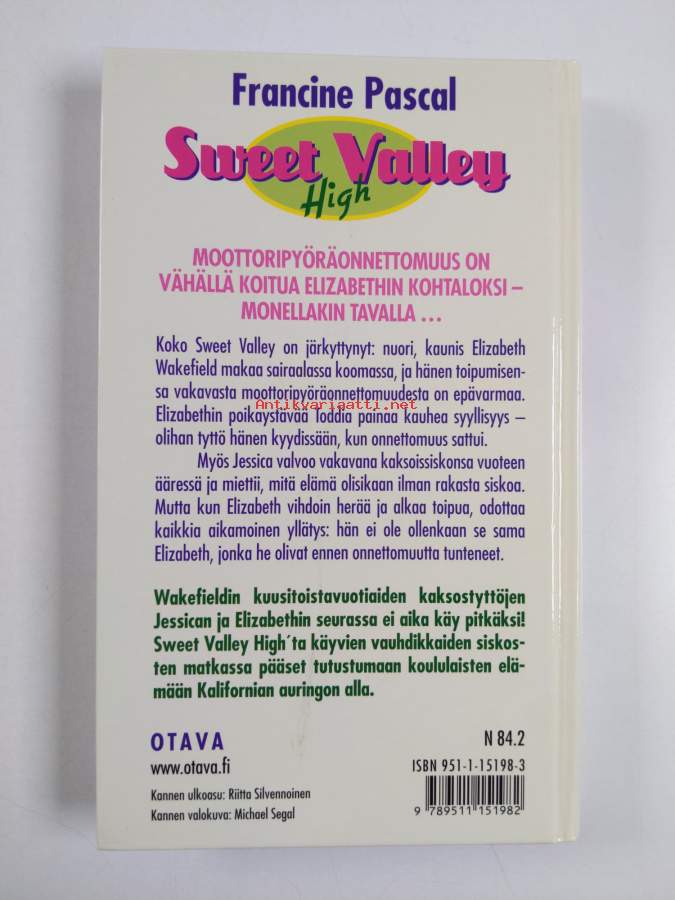 Francine Pascal
Sweet Valley
High
MOOTTORIPYÖRÄONNETTOMUUS ON
VÄHÄLLÄ KOITUA ELIZABETHIN KOHTALOKSI –
MONELLAKIN TAVALLA ...
Koko Sweet Valley on järkyttynyt: nuori, kaunis Elizabeth
Wakefield makaa sairaalassa koomassa, ja hänen toipumisen-
sa vakavasta moottoripyöräonnettomuudesta on epävarmaa.
Antikvariaatti.net
Elizabethin poikaystävää Toddia painaa kauhea syyllisyys –
olihan tyttö hänen kyydissään, kun onnettomuus sattui.
Myös Jessica valvoo vakavana kaksoissiskonsa vuoteen
ääressä ja miettii, mitä elämä olisikaan ilman rakasta siskoa.
Mutta kun Elizabeth vihdoin herää ja alkaa toipua, odottaa
kaikkia aikamoinen yllätys: hän ei ole ollenkaan se sama
Elizabeth, jonka he olivat ennen onnettomuutta tunteneet.
Wakefieldin kuusitoistavuotiaiden kaksostyttöjen
Jessican ja Elizabethin seurassa ei aika käy pitkäksi!
Sweet Valley High´ta käyvien vauhdikkaiden siskos-
ten matkassa pääset tutustumaan koululaisten elä-
mään Kalifornian auringon alla.
OTAVA
www.otava.fi
Kannen ulkoasu: Riitta Silvennoinen
Kannen valokuva: Michael Segal
N 84.2
ISBN 951-1-15198-3
9 789511 151982